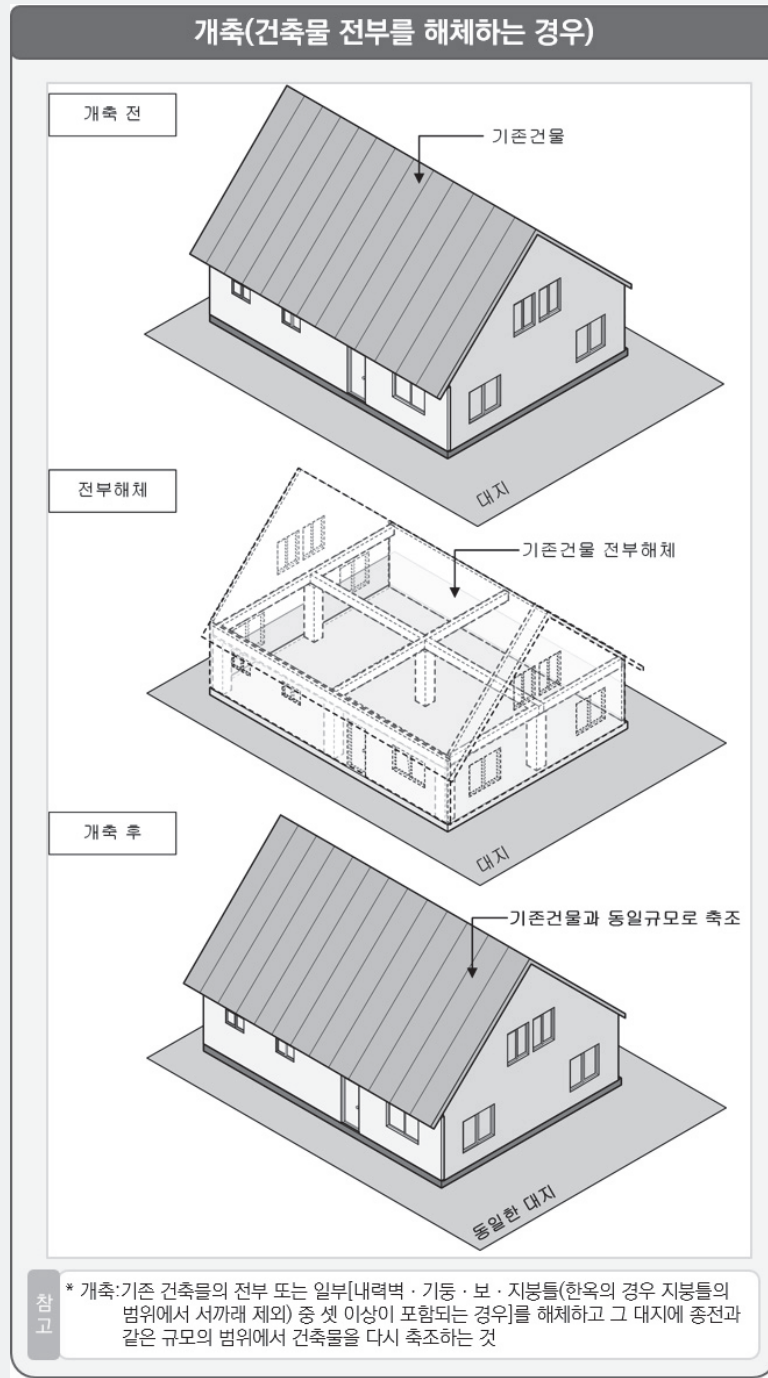 개축(건축물 전부를 해체하는 경우)
개축 전
기존건물
대지
전부해체
기존건물 전부해체
대지
개축 후
기존건물과 동일규모로 축조
동일한 대지
참고
* 개축:기존 건축물의 전부 또는 일부[내력벽 · 기둥 · 보 · 지붕틀(한옥의 경우 지붕틀의
범위에서 서까래 제외) 중 셋 이상이 포함되는 경우]를 해체하고 그 대지에 종전과
같은 규모의 범위에서 건축물을 다시 축조하는 것